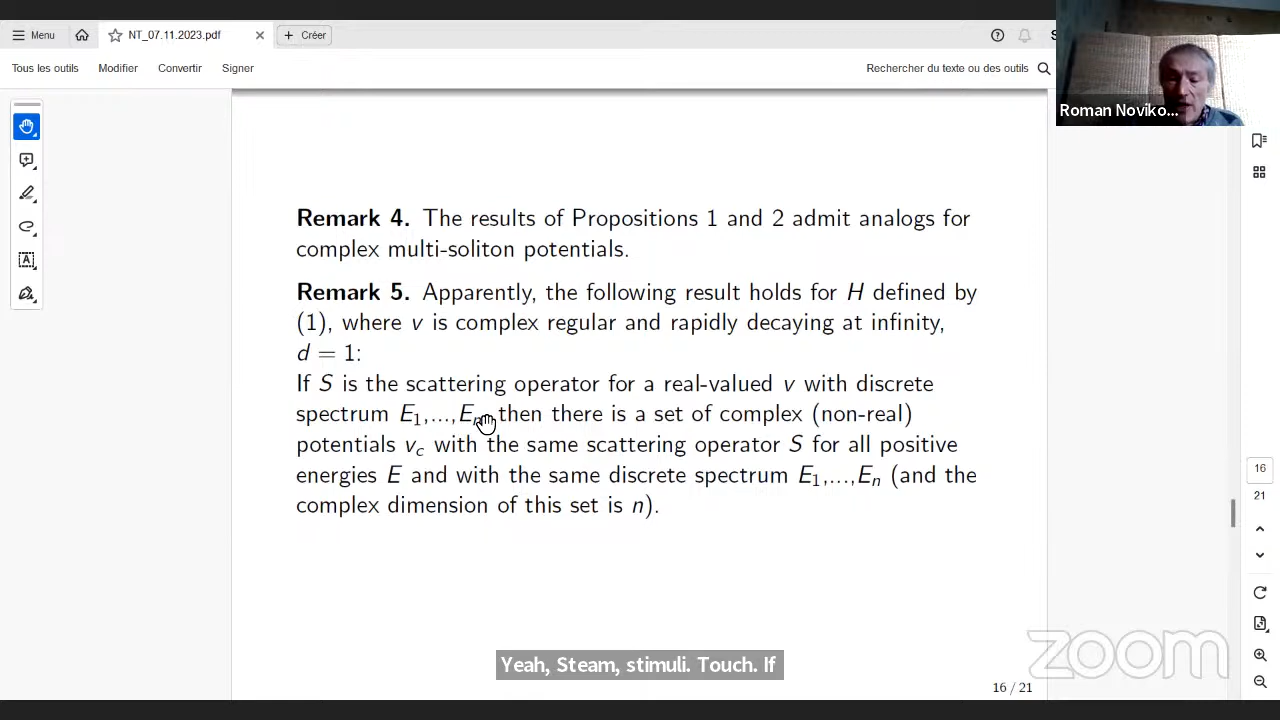 Menu
NT_07.11.2023.pdf
Créer
Tous les outils
Modifier
Convertir
Signer
Rechercher du texte ou des outils
Roman Noviko...
Remark 4. The results of Propositions 1 and 2 admit analogs for
complex multi-soliton potentials.
Remark 5. Apparently, the following result holds for H defined by
(1), where v is complex regular and rapidly decaying at infinity,
d = 1:
If S is the scattering operator for a real-valued v with discrete
spectrum E₁,...,Eₙ then there is a set of complex (non-real)
potentials v_c with the same scattering operator S for all positive
energies E and with the same discrete spectrum E₁,...,Eₙ (and the
complex dimension of this set is n).
16
21
Yeah, Steam, stimuli. Touch. If
zoom
16 / 21